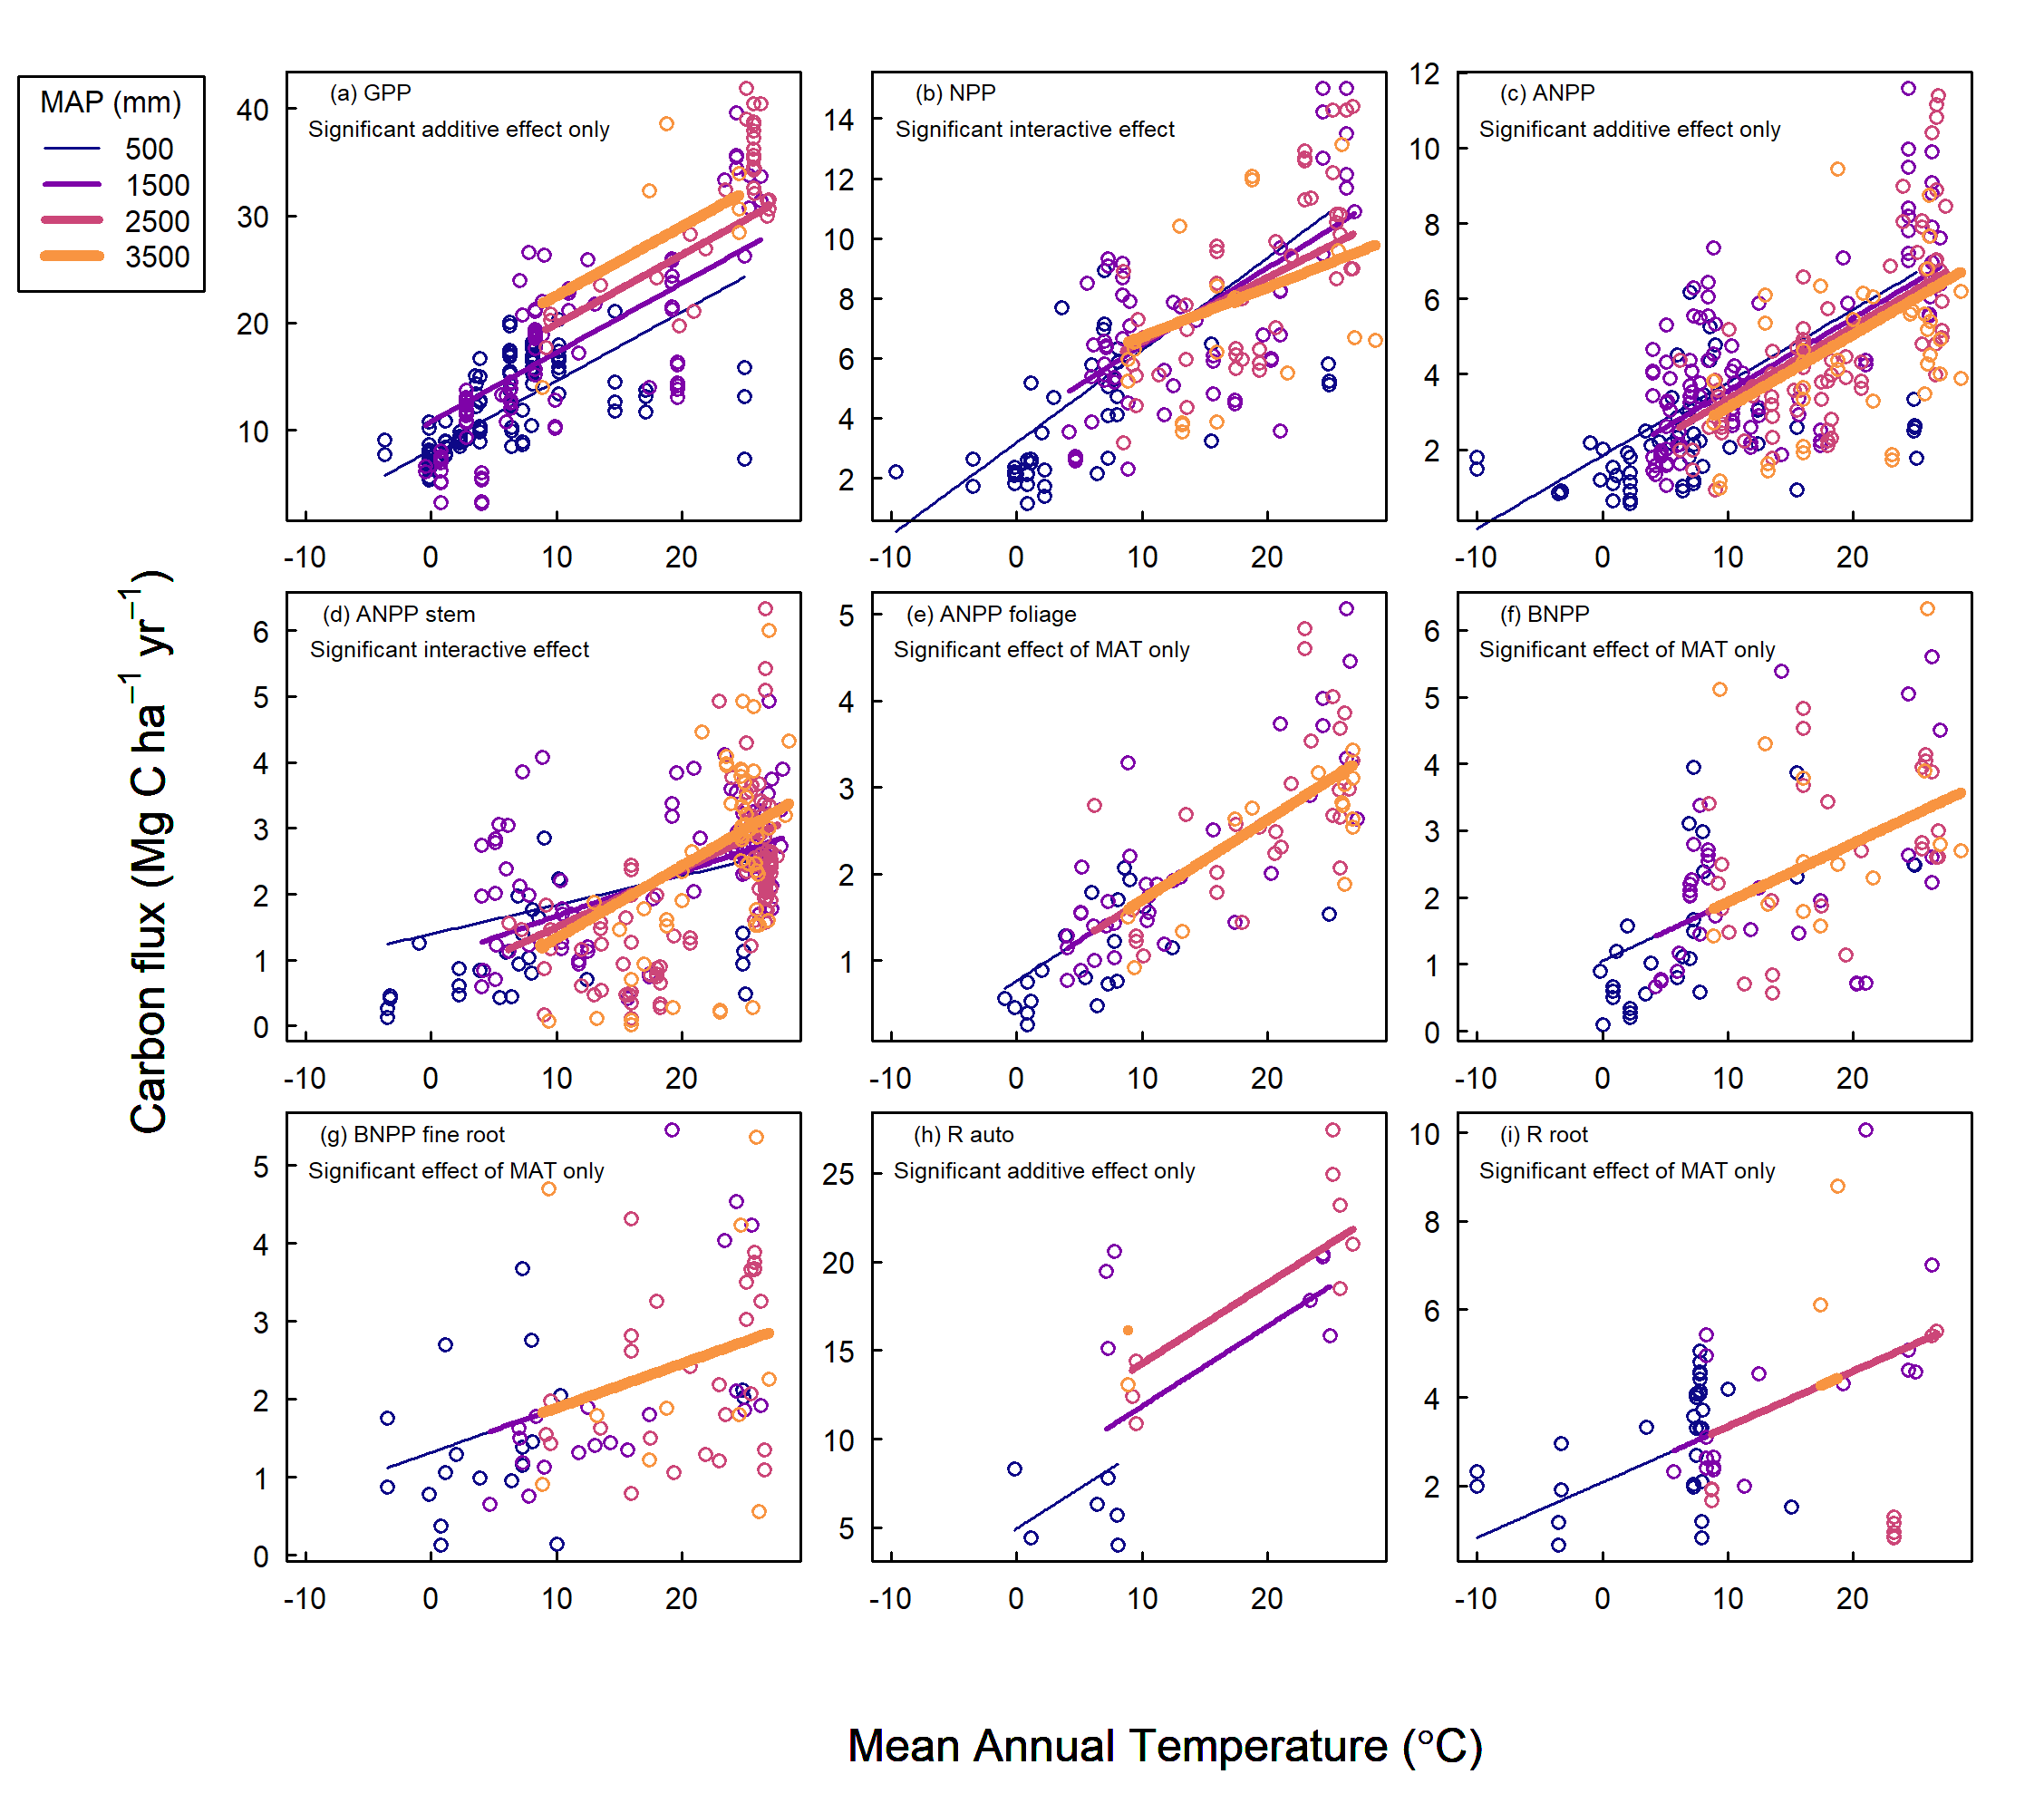 MAP (mm)
500
1500
2500
3500
(a) GPP
Significant additive effect only
40
30
20
10
-10 0 10 20
(b) NPP
Significant interactive effect
14
12
10
8
6
4
2
-10 0 10 20
(c) ANPP
Significant additive effect only
12
10
8
6
4
2
-10 0 10 20
(d) ANPP stem
Significant interactive effect
6
5
4
3
2
1
0
-10 0 10 20
(e) ANPP foliage
Significant effect of MAT only
5
4
3
2
1
-10 0 10 20
(f) BNPP
Significant effect of MAT only
6
5
4
3
2
1
0
-10 0 10 20
(g) BNPP fine root
Significant effect of MAT only
5
4
3
2
1
0
-10 0 10 20
(h) R auto
Significant additive effect only
25
20
15
10
5
-10 0 10 20
(i) R root
Significant effect of MAT only
10
8
6
4
2
-10 0 10 20
Carbon flux (Mg C ha⁻¹ yr⁻¹)
Mean Annual Temperature (°C)